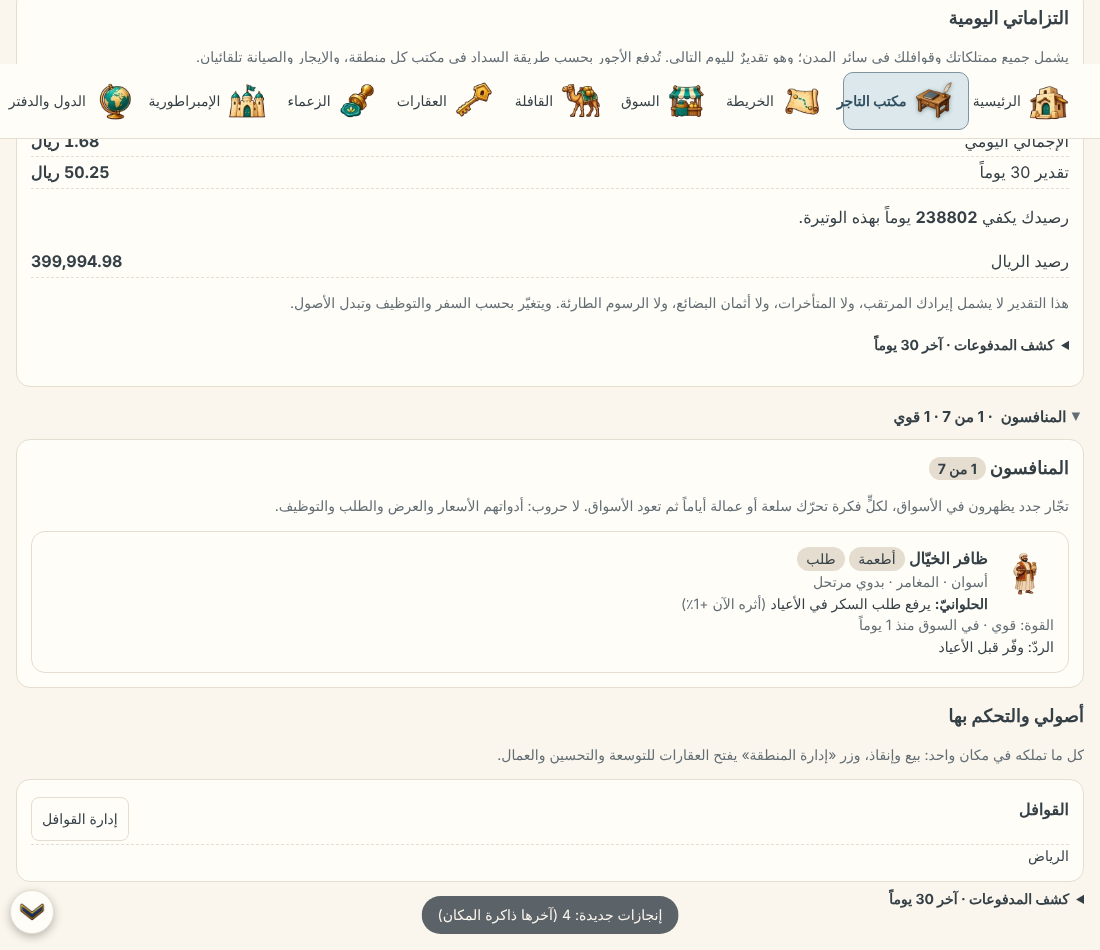 التزاماتي اليومية
يشمل جميع ممتلكاتك وقوافلك في سائر المدن؛ وهو تقديرٌ لليوم التالي. تُدفع الأجور بحسب طريقة السداد في مكتب كل منطقة، والإيجار والصيانة تلقائيان.
الرئيسية
مكتب التاجر
الخريطة
السوق
القافلة
العقارات
الزعماء
الإمبراطورية
الدول والدفتر
الإجمالي اليومي 1.68 ريال
تقدير 30 يوماً 50.25 ريال
رصيدك يكفي 238802 يوماً بهذه الوتيرة.
رصيد الريال 399,994.98
هذا التقدير لا يشمل إيرادك المرتقب، ولا المتأخرات، ولا أثمان البضائع، ولا الرسوم الطارئة. ويتغيّر بحسب السفر والتوظيف وتبدل الأصول.
◀ كشف المدفوعات · آخر 30 يوماً
▼ المنافسون · 1 من 7 · 1 قوي
المنافسون 1 من 7
تجّار جدد يظهرون في الأسواق، لكلٍّ فكرة تحرّك سلعة أو عمالة أياماً ثم تعود الأسواق. لا حروب: أدواتهم الأسعار والعرض والطلب والتوظيف.
ظافر الخيّال أطعمة طلب
أسوان · المغامر · بدوي مرتحل
الحلوانيّ: يرفع طلب السكر في الأعياد (أثره الآن +1٪)
القوة: قوي · في السوق منذ 1 يوماً
الردّ: وفّر قبل الأعياد
أصولي والتحكم بها
كل ما تملكه في مكان واحد: بيع وإنقاذ، وزر «إدارة المنطقة» يفتح العقارات للتوسعة والتحسين والعمال.
القوافل إدارة القوافل
الرياض
◀ كشف المدفوعات · آخر 30 يوماً
إنجازات جديدة: 4 (آخرها ذاكرة المكان)